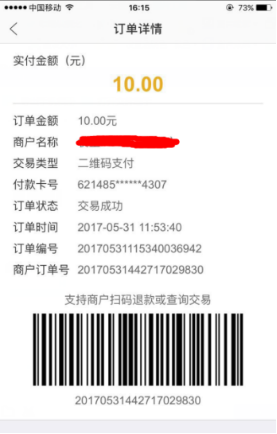 中国移动 16:15 73%
订单详情
实付金额（元）
10.00
订单金额 10.00元
商户名称
交易类型 二维码支付
付款卡号 621485******4307
订单状态 交易成功
订单时间 2017-05-31 11:53:40
订单编号 20170531115340036942
商户订单号 20170531442717029830
支持商户扫码退款或查询交易
20170531442717029830